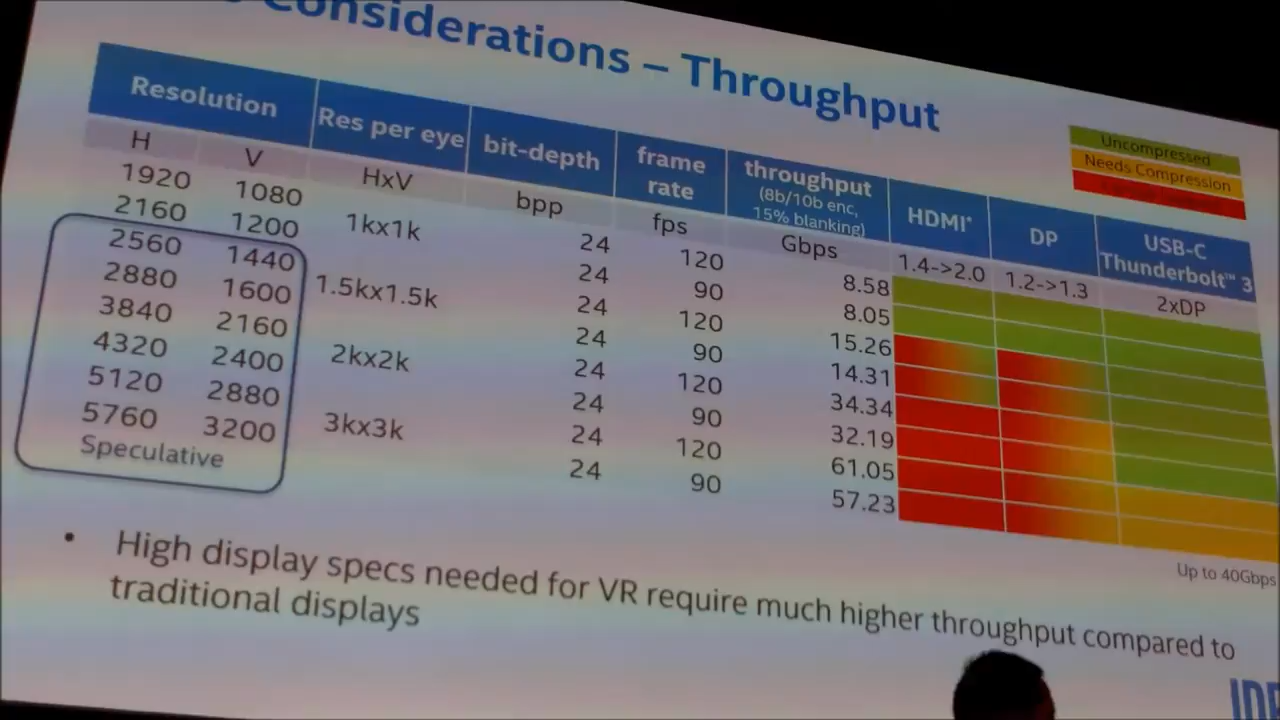 Considerations – Throughput
Uncompressed
Needs Compression
Resolution Res per eye bit-depth frame rate throughput (8b/10b enc, 15% blanking) HDMI* DP USB-C Thunderbolt™ 3
H V HxV bpp fps Gbps 1.4->2.0 1.2->1.3 2xDP
1920 1080 24 120 8.58
2160 1200 1kx1k 24 90 8.05
2560 1440 24 120 15.26
2880 1600 1.5kx1.5k 24 90 14.31
3840 2160 24 120 34.34
4320 2400 2kx2k 24 90 32.19
5120 2880 24 120 61.05
5760 3200 3kx3k 24 90 57.23
Speculative
Up to 40Gbps
• High display specs needed for VR require much higher throughput compared to
traditional displays